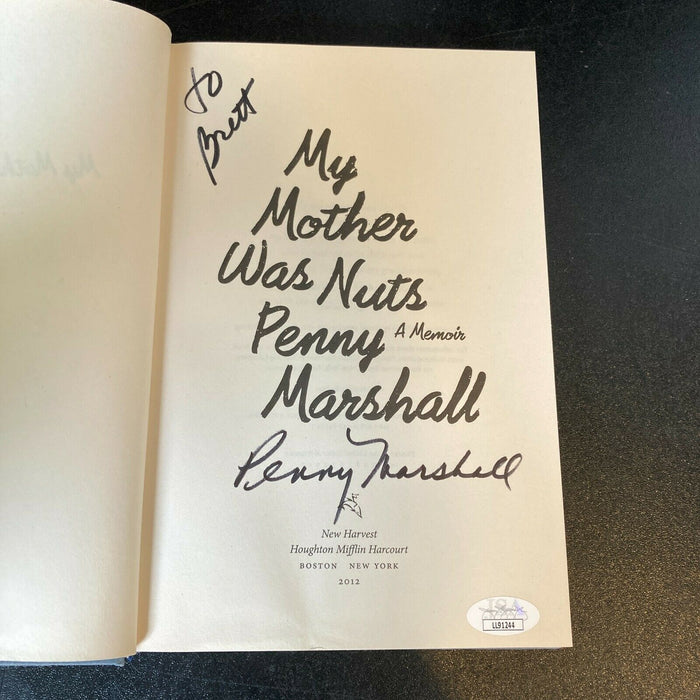 to
Brett
My
Mother
Was Nuts
Penny A Memoir
Marshall
Penny Marshall
New Harvest
Houghton Mifflin Harcourt
BOSTON NEW YORK
2012
JSA
LL91244